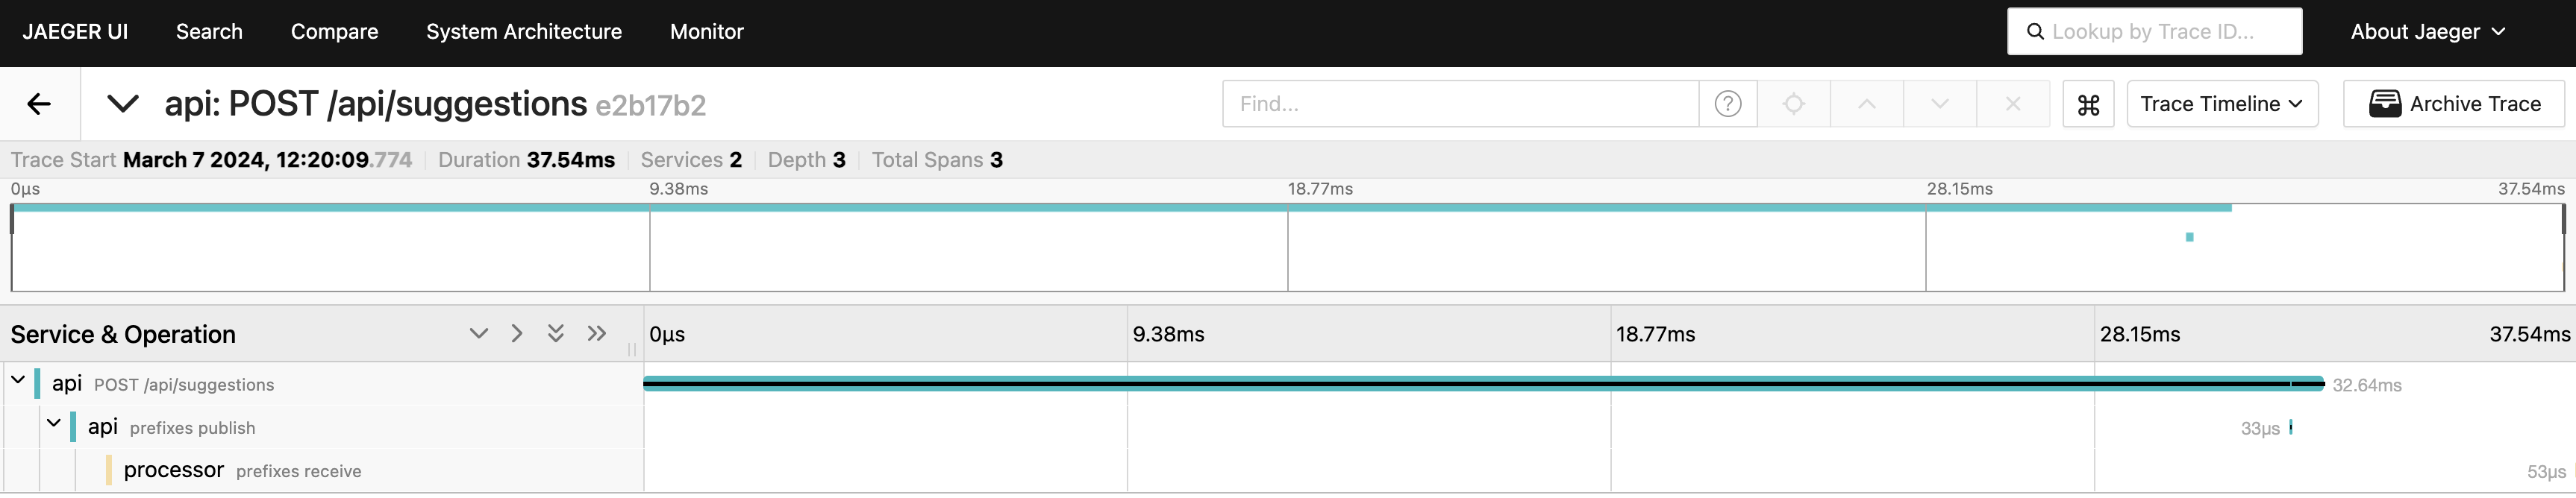 JAEGER UI Search Compare System Architecture Monitor Lookup by Trace ID... About Jaeger
api: POST /api/suggestions e2b17b2 Find... ? ⌘ Trace Timeline Archive Trace
Trace Start March 7 2024, 12:20:09.774 Duration 37.54ms Services 2 Depth 3 Total Spans 3
0μs 9.38ms 18.77ms 28.15ms 37.54ms
Service & Operation 0μs 9.38ms 18.77ms 28.15ms 37.54ms
api POST /api/suggestions 32.64ms
api prefixes publish 33μs
processor prefixes receive 53μs